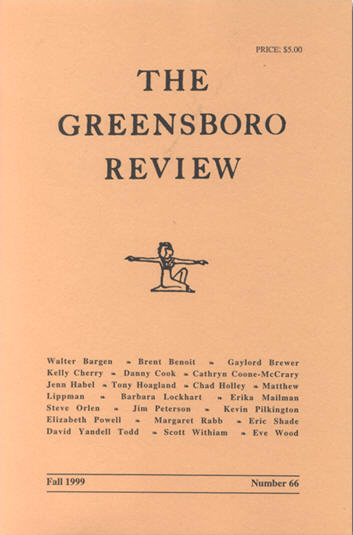 PRICE: $5.00
THE
GREENSBORO
REVIEW
Walter Bargen ❧ Brent Benoit ❧ Gaylord Brewer
Kelly Cherry ❧ Danny Cook ❧ Cathryn Coone-McCrary
Jenn Habel ❧ Tony Hoagland ❧ Chad Holley ❧ Matthew
Lippman ❧ Barbara Lockhart ❧ Erika Mailman
Steve Orlen ❧ Jim Peterson ❧ Kevin Pilkington
Elizabeth Powell ❧ Margaret Rabb ❧ Eric Shade
David Yandell Todd ❧ Scott Withiam ❧ Eve Wood
Fall 1999 Number 66